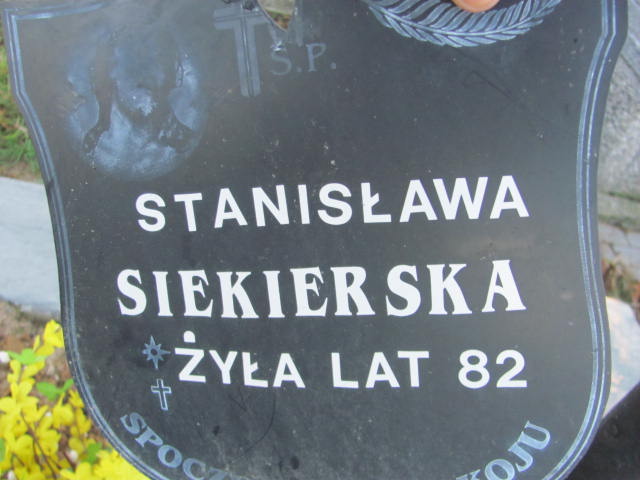 Ś.P.
STANISŁAWA
SIEKIERSKA
ŻYŁA LAT 82